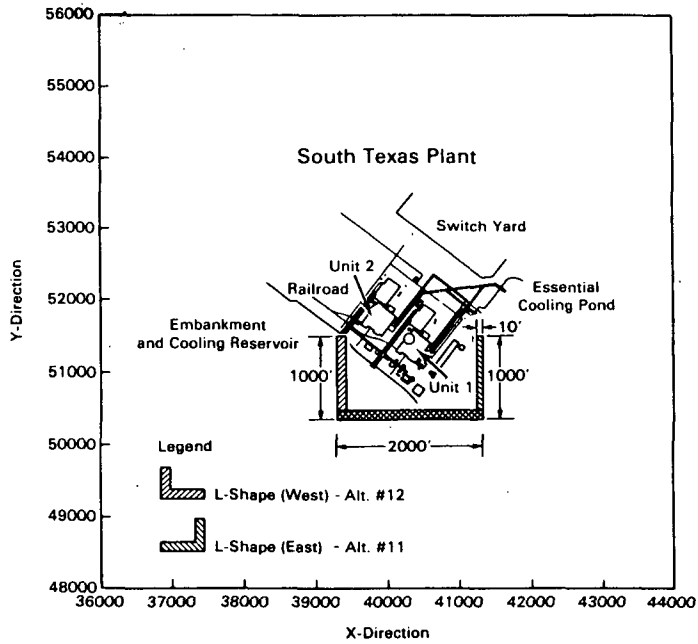 56000
55000
54000
53000
52000
51000
50000
49000
48000
Y-Direction
South Texas Plant
Switch Yard
Unit 2
Railroad
Essential
Cooling Pond
Embankment
and Cooling Reservoir
10'
1000'
Unit 1
1000'
2000'
Legend
L-Shape (West) - Alt. #12
L-Shape (East) - Alt. #11
36000 37000 38000 39000 40000 41000 42000 43000 44000
X-Direction